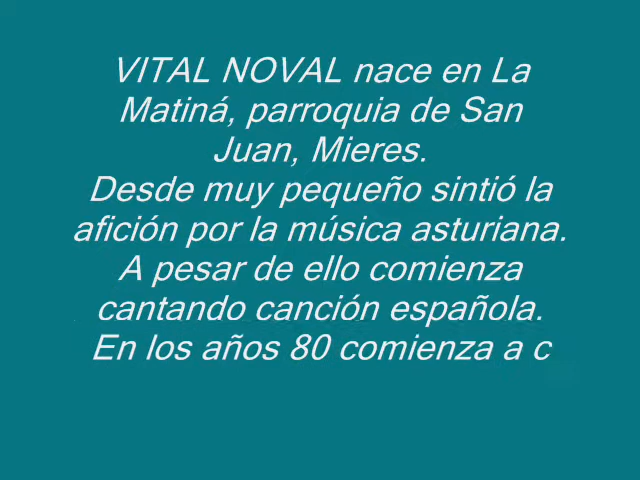 VITAL NOVAL nace en La
Matiná, parroquia de San
Juan, Mieres.
Desde muy pequeño sintió la
afición por la música asturiana.
A pesar de ello comienza
cantando canción española.
En los años 80 comienza a c